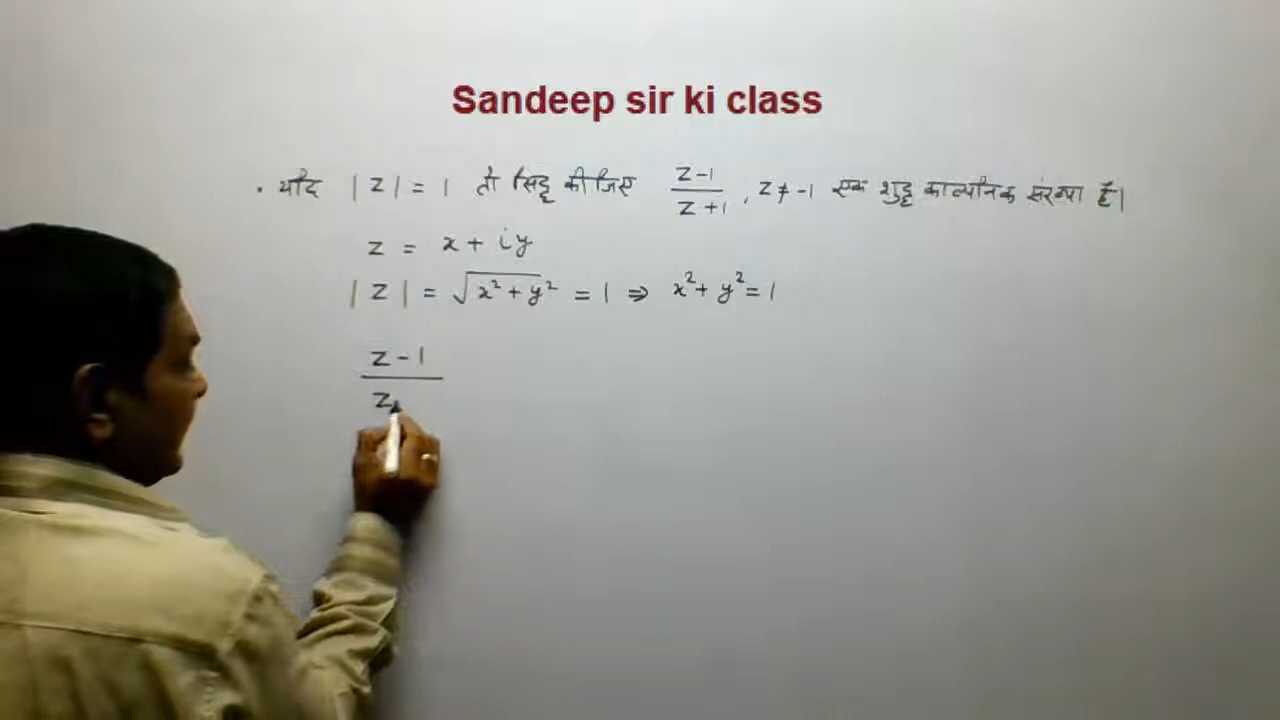 Sandeep sir ki class
. यदि |Z| = 1 तो सिद्ध कीजिए Z-1/Z+1, Z≠-1 एक शुद्ध काल्पनिक संख्या है।
Z = x + iy
|Z| = √x²+y² = 1 ⇒ x²+y²=1
Z-1
Z